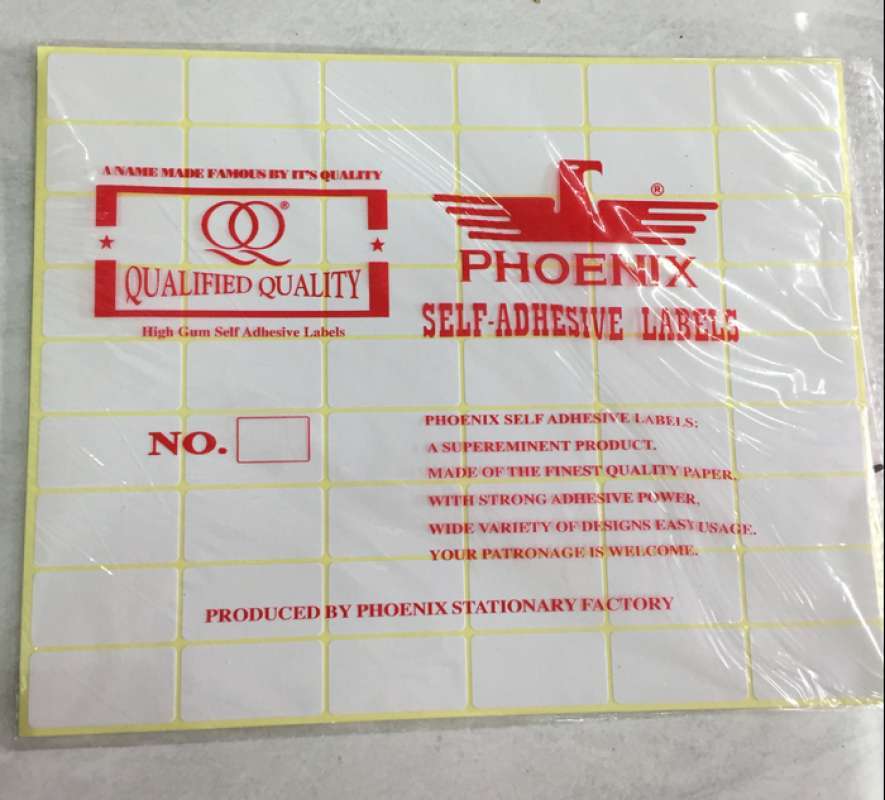 A NAME MADE FAMOUS BY IT'S QUALITY
QQ®
QUALIFIED QUALITY
High Gum Self Adhesive Labels
®
PHOENIX
SELF-ADHESIVE LABELS
NO.
PHOENIX SELF ADHESIVE LABELS:
A SUPEREMINENT PRODUCT.
MADE OF THE FINEST QUALITY PAPER.
WITH STRONG ADHESIVE POWER,
WIDE VARIETY OF DESIGNS EASY USAGE.
YOUR PATRONAGE IS WELCOME.
PRODUCED BY PHOENIX STATIONARY FACTORY